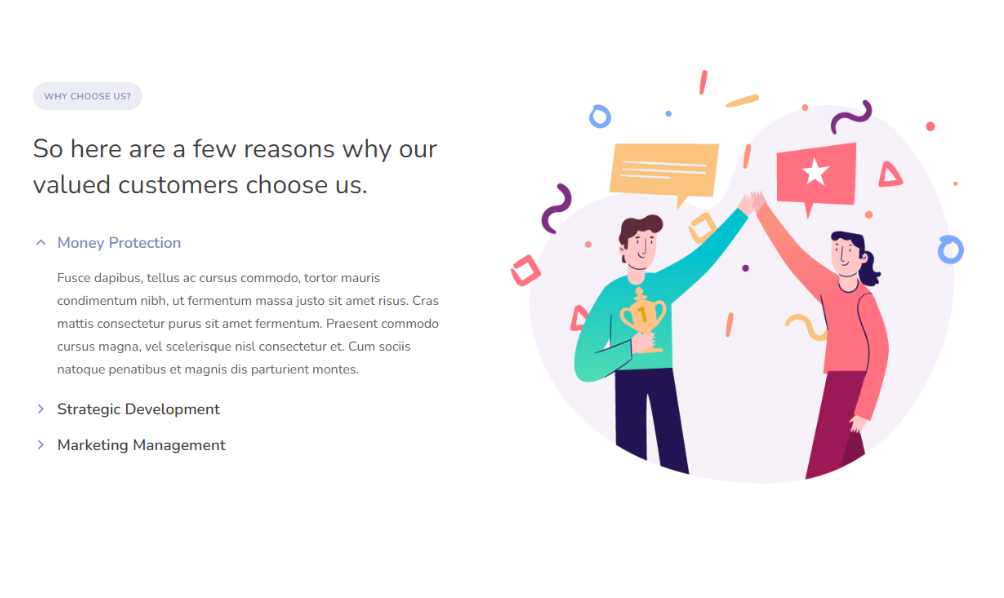 WHY CHOOSE US?
So here are a few reasons why our
valued customers choose us.
Money Protection
Fusce dapibus, tellus ac cursus commodo, tortor mauris
condimentum nibh, ut fermentum massa justo sit amet risus. Cras
mattis consectetur purus sit amet fermentum. Praesent commodo
cursus magna, vel scelerisque nisl consectetur et. Cum sociis
natoque penatibus et magnis dis parturient montes.
Strategic Development
Marketing Management
1